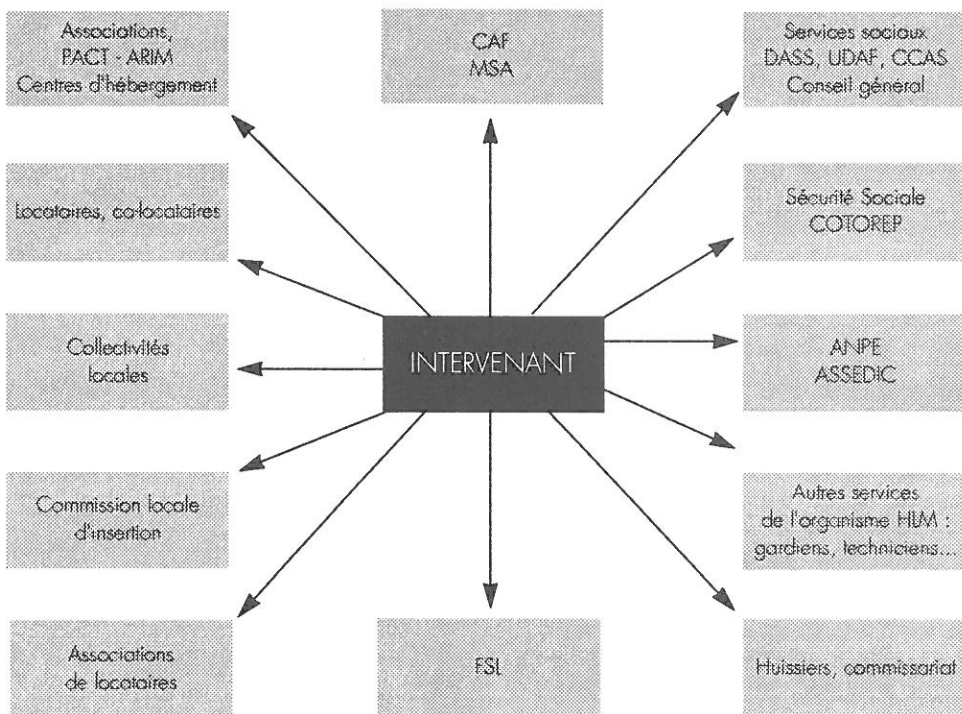 Associations,
PACT - ARIM
Centres d'hébergement
CAF
MSA
Services sociaux
DASS, UDAF, CCAS
Conseil général
Locataires, co-locataires
Sécurité Sociale
COTOREP
Collectivités
locales
INTERVENANT
ANPE
ASSEDIC
Commission locale
d'insertion
Autres services
de l'organisme HLM :
gardiens, techniciens...
Associations
de locataires
FSL
Huissiers, commissariat